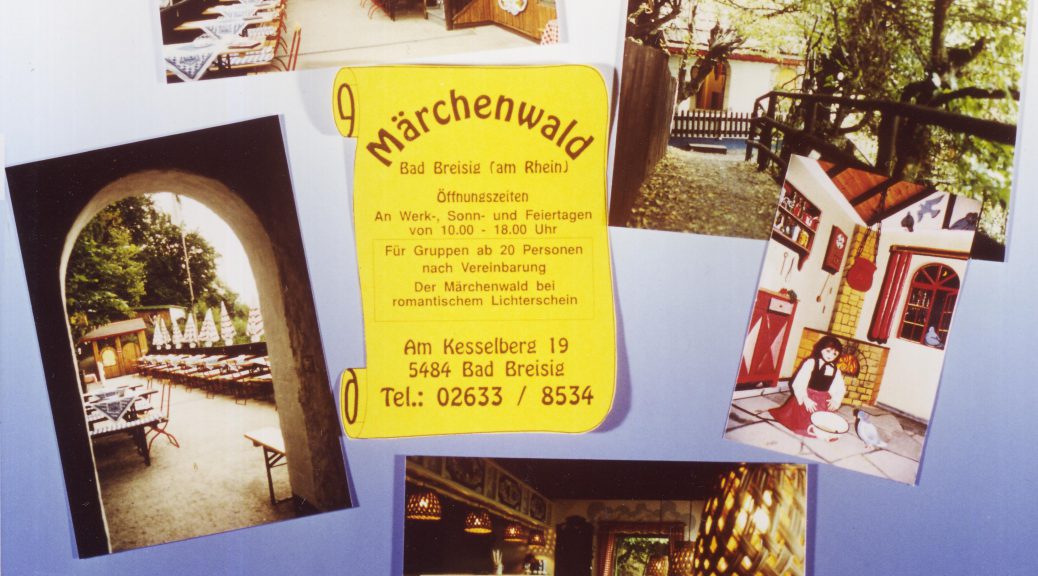 Märchenwald
Bad Breisig (am Rhein)
Öffnungszeiten
An Werk-, Sonn- und Feiertagen
von 10.00 - 18.00 Uhr
Für Gruppen ab 20 Personen
nach Vereinbarung
Der Märchenwald bei
romantischem Lichterschein
Am Kesselberg 19
5484 Bad Breisig
Tel.: 02633 / 8534